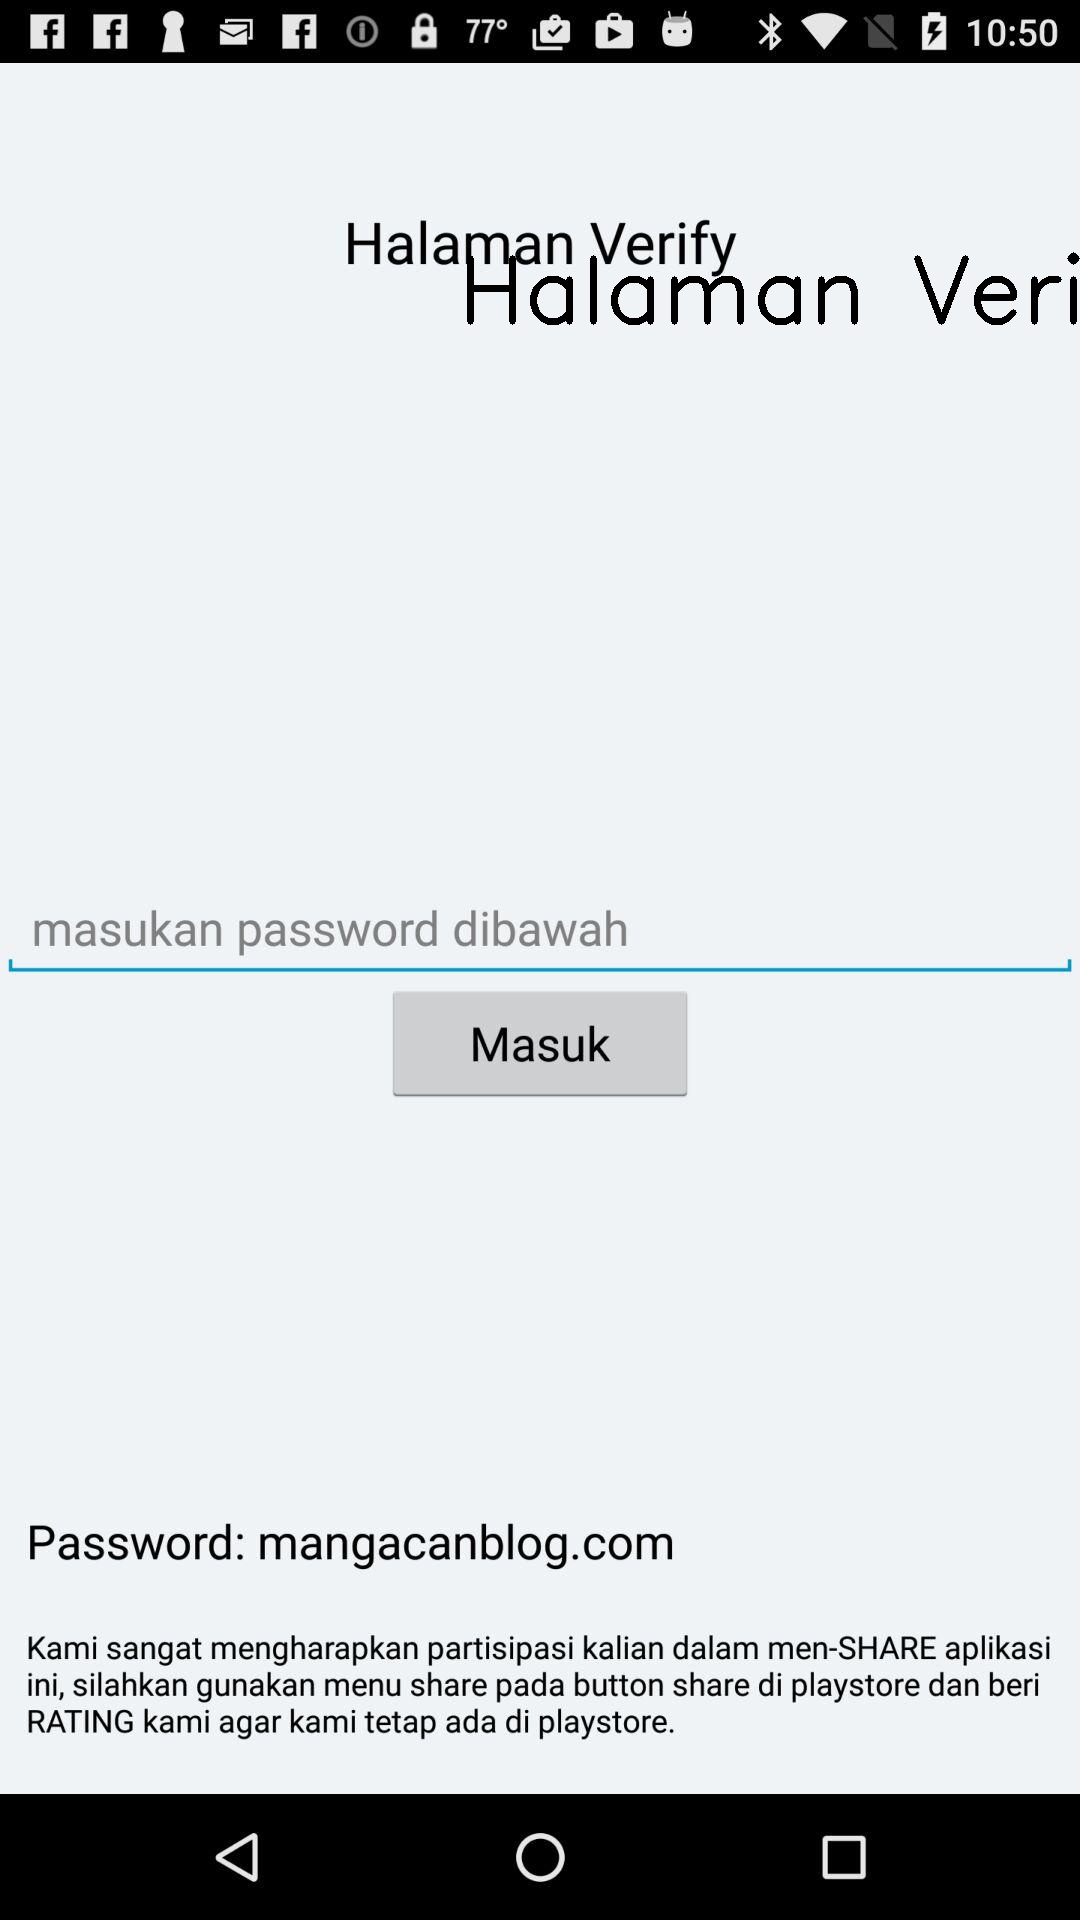 77° 10:50
Halaman Verify
Halaman Veri
masukan password dibawah
Masuk
Password: mangacanblog.com
Kami sangat mengharapkan partisipasi kalian dalam men-SHARE aplikasi
ini, silahkan gunakan menu share pada button share di playstore dan beri
RATING kami agar kami tetap ada di playstore.